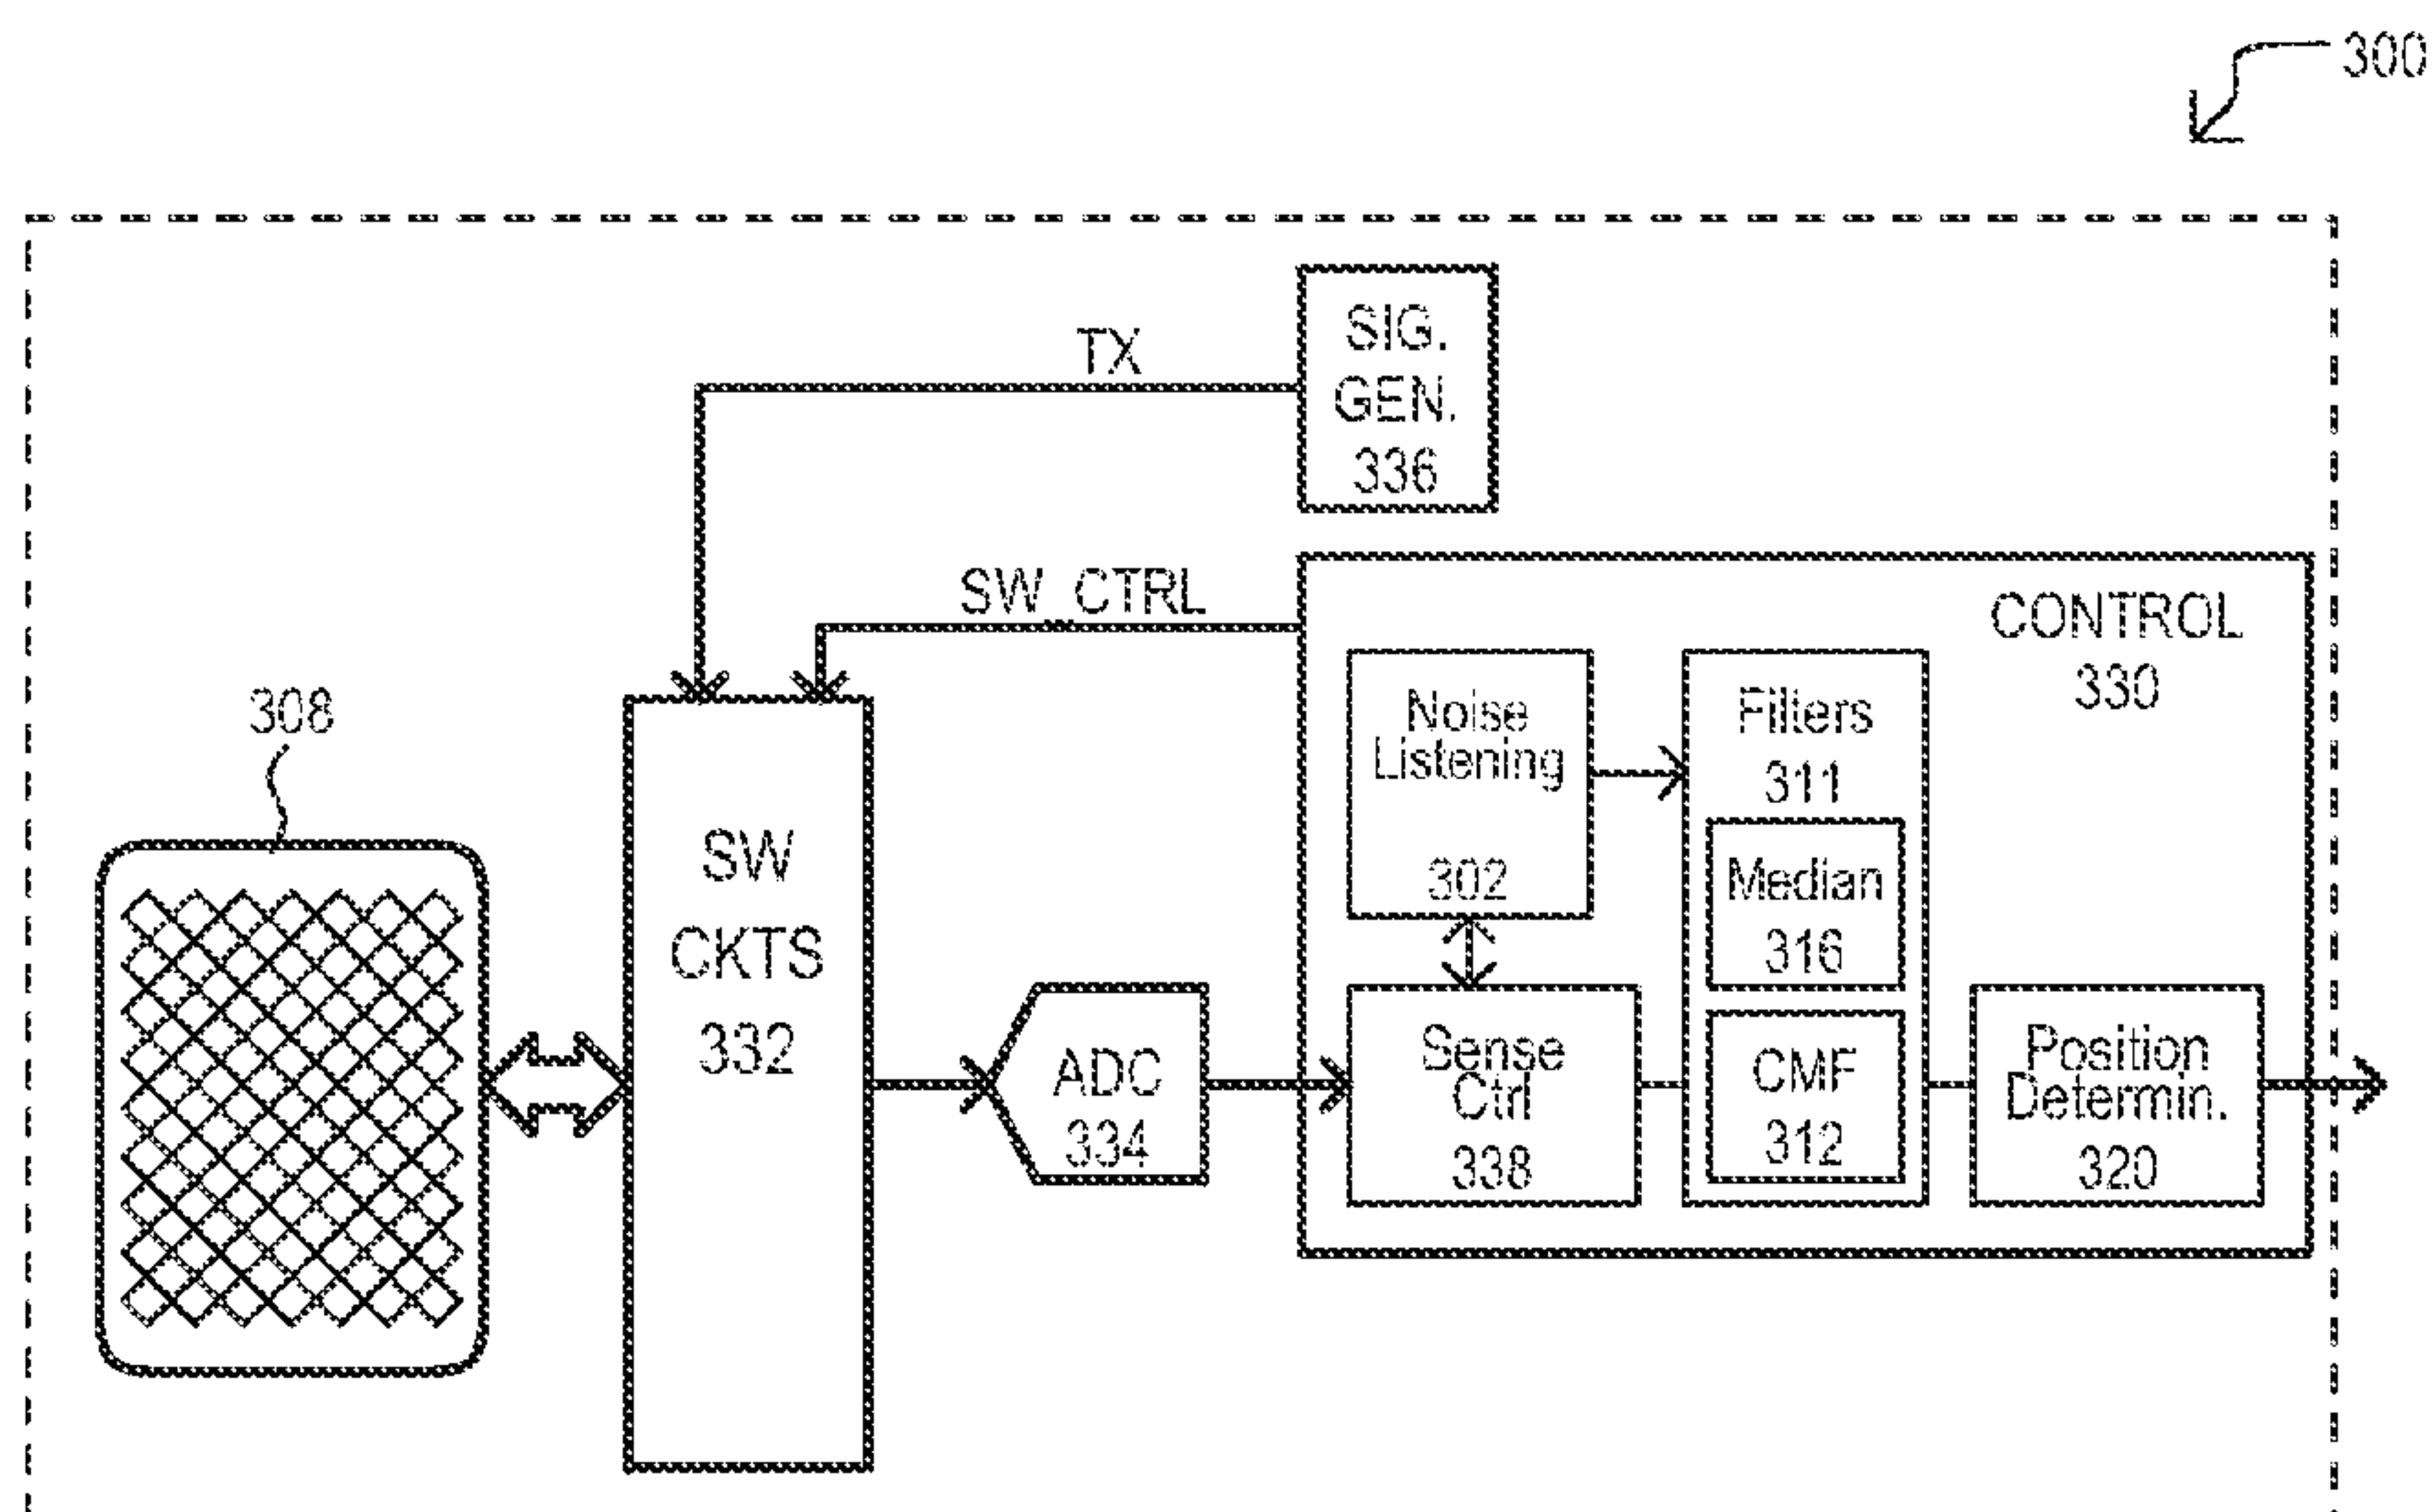 300
SIG.
GEN.
336
TX
SW_CTRL
CONTROL
330
Noise
Listening
302
Filters
311
Median
316
CMF
312
308
SW
CKTS
332
ADC
334
Sense
Ctrl
338
Position
Determin.
320